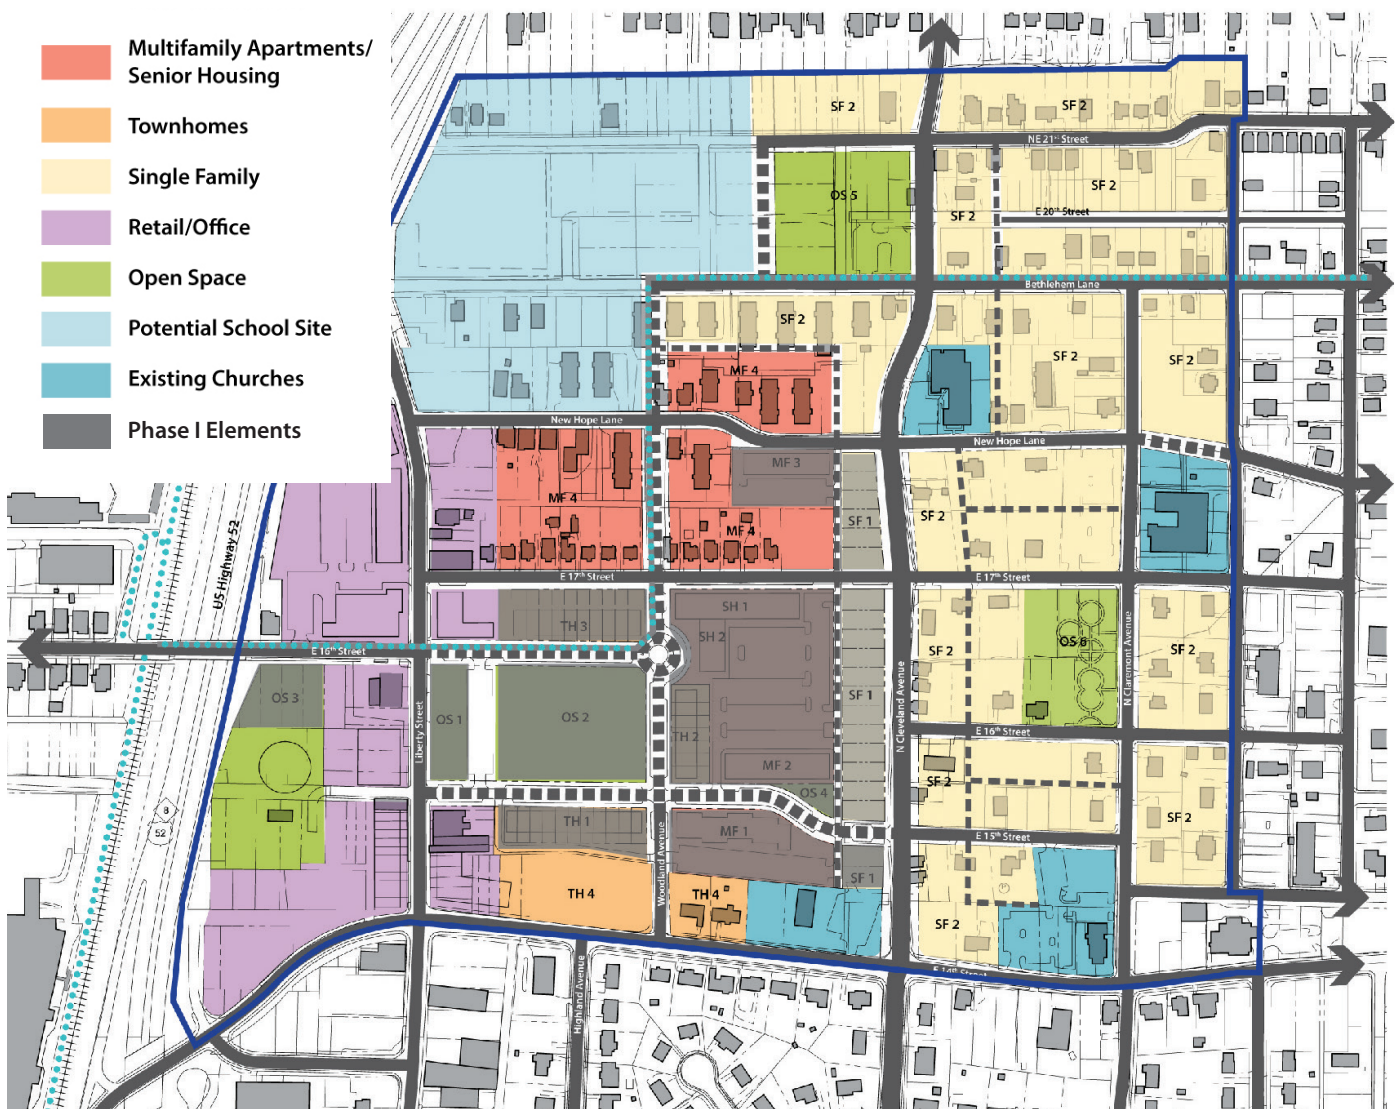 Multifamily Apartments/
Senior Housing
Townhomes
Single Family
Retail/Office
Open Space
Potential School Site
Existing Churches
Phase I Elements
SF 2
SF 2
NE 21st Street
OS 5
SF 2
SF 2
E 20th Street
Bethlehem Lane
SF 2
MF 4
SF 2
SF 2
New Hope Lane
New Hope Lane
MF 3
MF 4
MF 4
SF 1
SF 2
US Highway 52
E 17th Street
E 17th Street
TH 3
SH 1
SH 2
OS 6
SF 2
SF 2
E 16th Street
OS 3
OS 1
OS 2
TH 2
SF 1
N Cleveland Avenue
N Claremont Avenue
Liberty Street
E 16th Street
MF 2
OS 4
SF 2
8
52
TH 1
MF 1
SF 2
E 15th Street
Woodland Avenue
SF 1
TH 4
TH 4
SF 2
E 14th Street
Highland Avenue